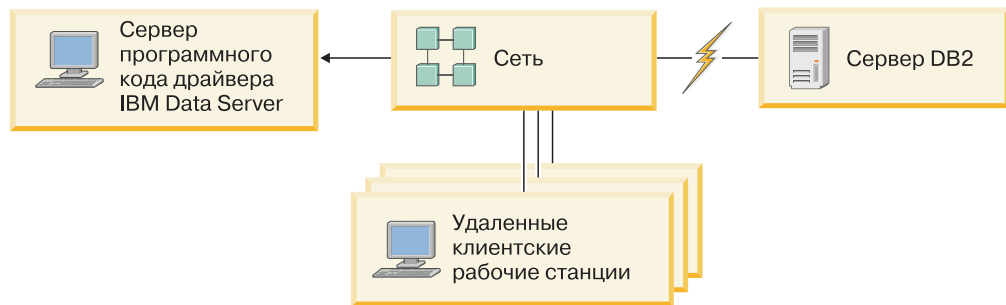 Сервер
программного
кода драйвера
IBM Data Server
Сеть
Сервер DB2
Удаленные
клиентские
рабочие станции